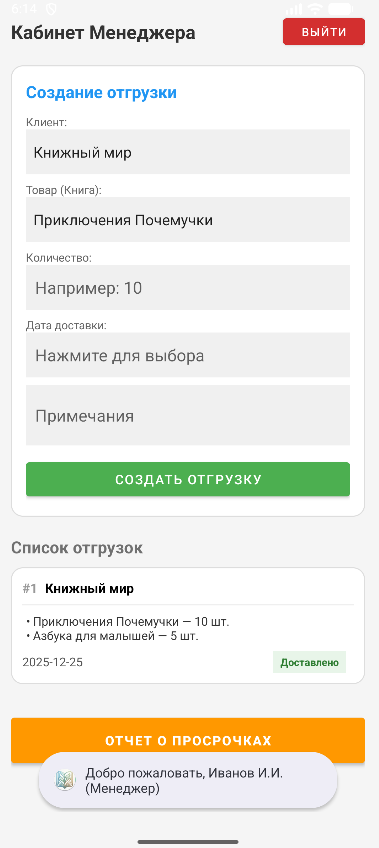 6:14
Кабинет Менеджера
ВЫЙТИ
Создание отгрузки
Клиент:
Книжный мир
Товар (Книга):
Приключения Почемучки
Количество:
Например: 10
Дата доставки:
Нажмите для выбора
Примечания
СОЗДАТЬ ОТГРУЗКУ
Список отгрузок
#1 Книжный мир
• Приключения Почемучки — 10 шт.
• Азбука для малышей — 5 шт.
2025-12-25
Доставлено
ОТЧЕТ О ПРОСРОЧКАХ
Добро пожаловать, Иванов И.И.
(Менеджер)